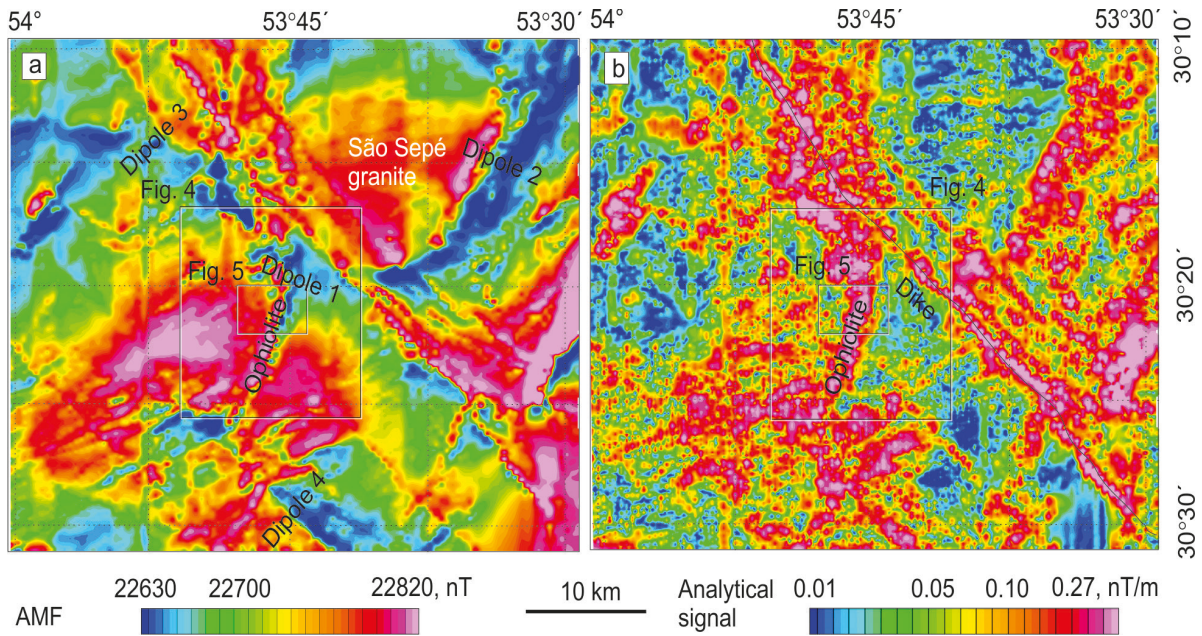 54° 53°45' 53°30' 54° 53°45' 53°30'
30°10'
a
b
Dipole 3
São Sepé
granite
Dipole 2
Fig. 4
Fig. 4
Fig. 5
Dipole 1
Fig. 5
30°20'
Dike
Ophiolite
Ophiolite
Dipole 4
30°30'
22630 22700 22820, nT
10 km
Analytical
signal
0.01 0.05 0.10 0.27, nT/m
AMF